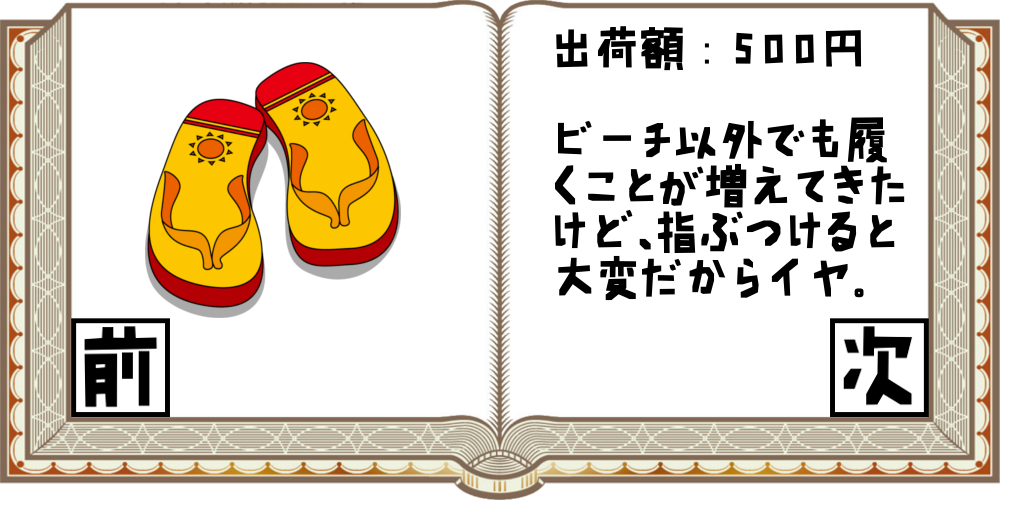 出荷額：５００円
ビーチ以外でも履
くことが増えてきた
けど、指ぶつけると
大変だからイヤ。
前
次